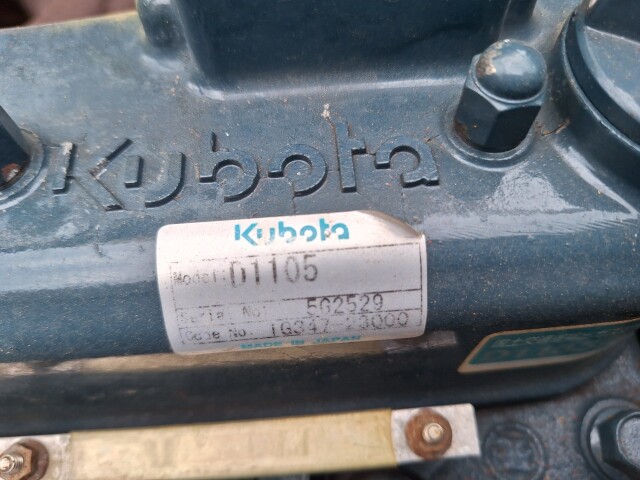 Kubota
Kubota
Model: D1105
Serial No: 5G2529
Code No. 1G347-23000
MADE IN JAPAN